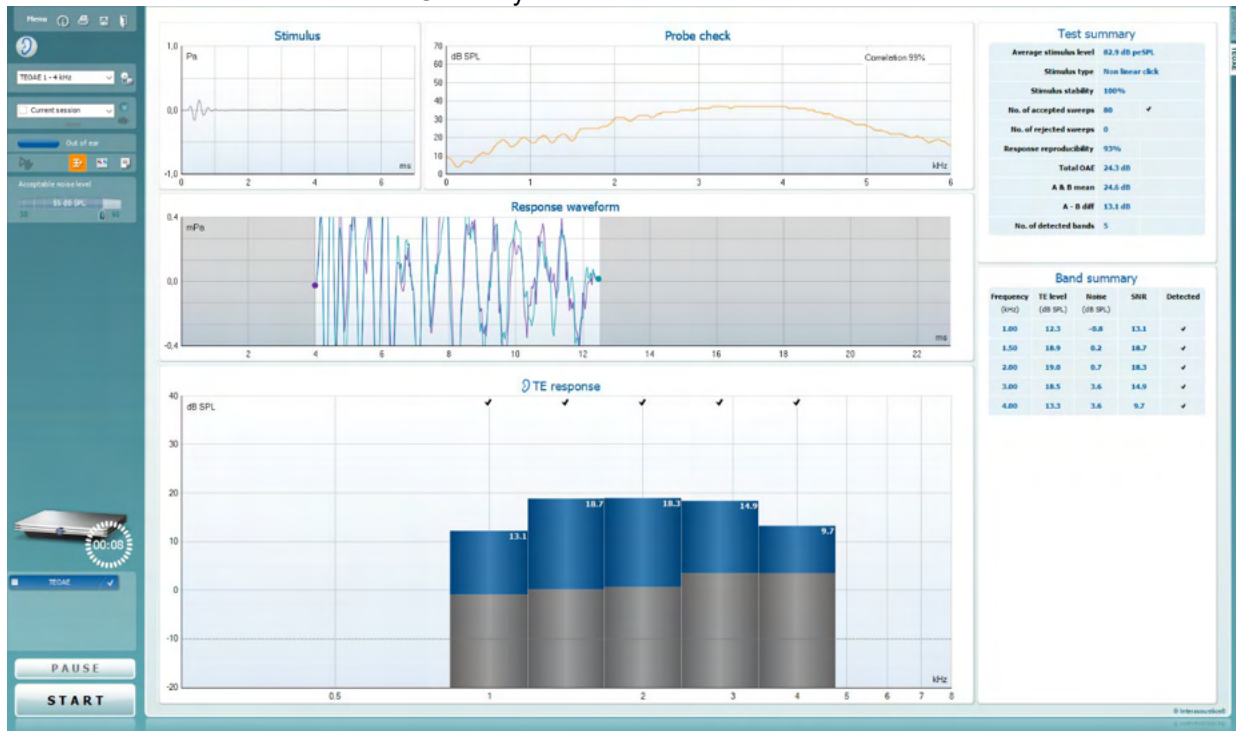 Menu
TEOAE 1 - 4 kHz
Current session
Out of ear
Acceptable noise level
55 dB SPL
30 60
00:08
TEOAE
PAUSE
START
Stimulus
1,0
Pa
0,0
-1,0
ms
0 2 4 6
Probe check
70
dB SPL
Correlation 99%
60
50
40
30
20
10
0
kHz
0 1 2 3 4 5 6
Response waveform
0,4
mPa
0,0
-0,4
ms
2 4 6 8 10 12 14 16 18 20 22
TE response
40
dB SPL
30
20
10
0
-10
-20
13.1 18.7 18.3 14.9 9.7
kHz
0.5 1 2 3 4 5 6 7 8
Test summary
Average stimulus level 82.9 dB peSPL
Stimulus type Non linear click
Stimulus stability 100%
No. of accepted sweeps 80
No. of rejected sweeps 0
Response reproducibility 93%
Total OAE 24.3 dB
A & B mean 24.6 dB
A - B diff 13.1 dB
No. of detected bands 5
Band summary
Frequency TE level Noise SNR Detected
(kHz) (dB SPL) (dB SPL)
1.00 12.3 -0.8 13.1
1.50 18.9 0.2 18.7
2.00 19.0 0.7 18.3
3.00 18.5 3.6 14.9
4.00 13.3 3.6 9.7
TEOAE
© Interacoustics®